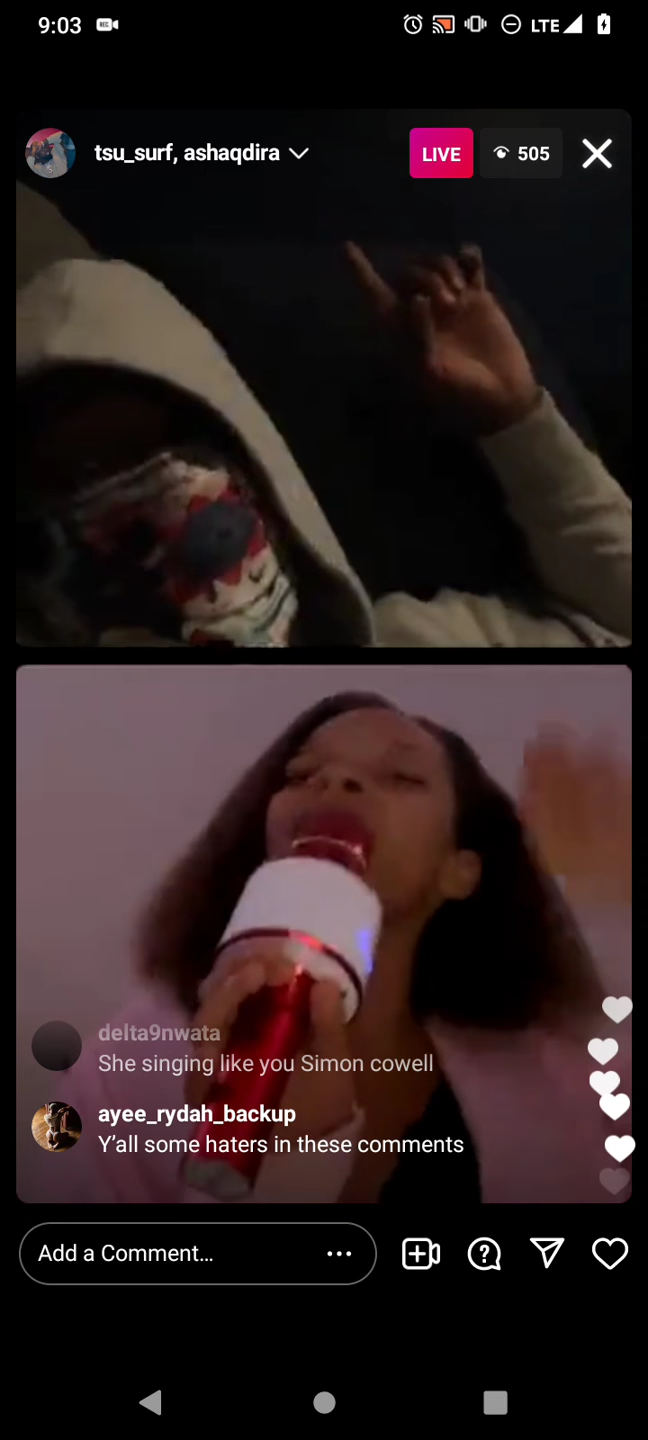 9:03
REC
LTE
tsu_surf, ashaqdira
LIVE
505
delta9nwata
She singing like you Simon cowell
ayee_rydah_backup
Y'all some haters in these comments
Add a Comment...